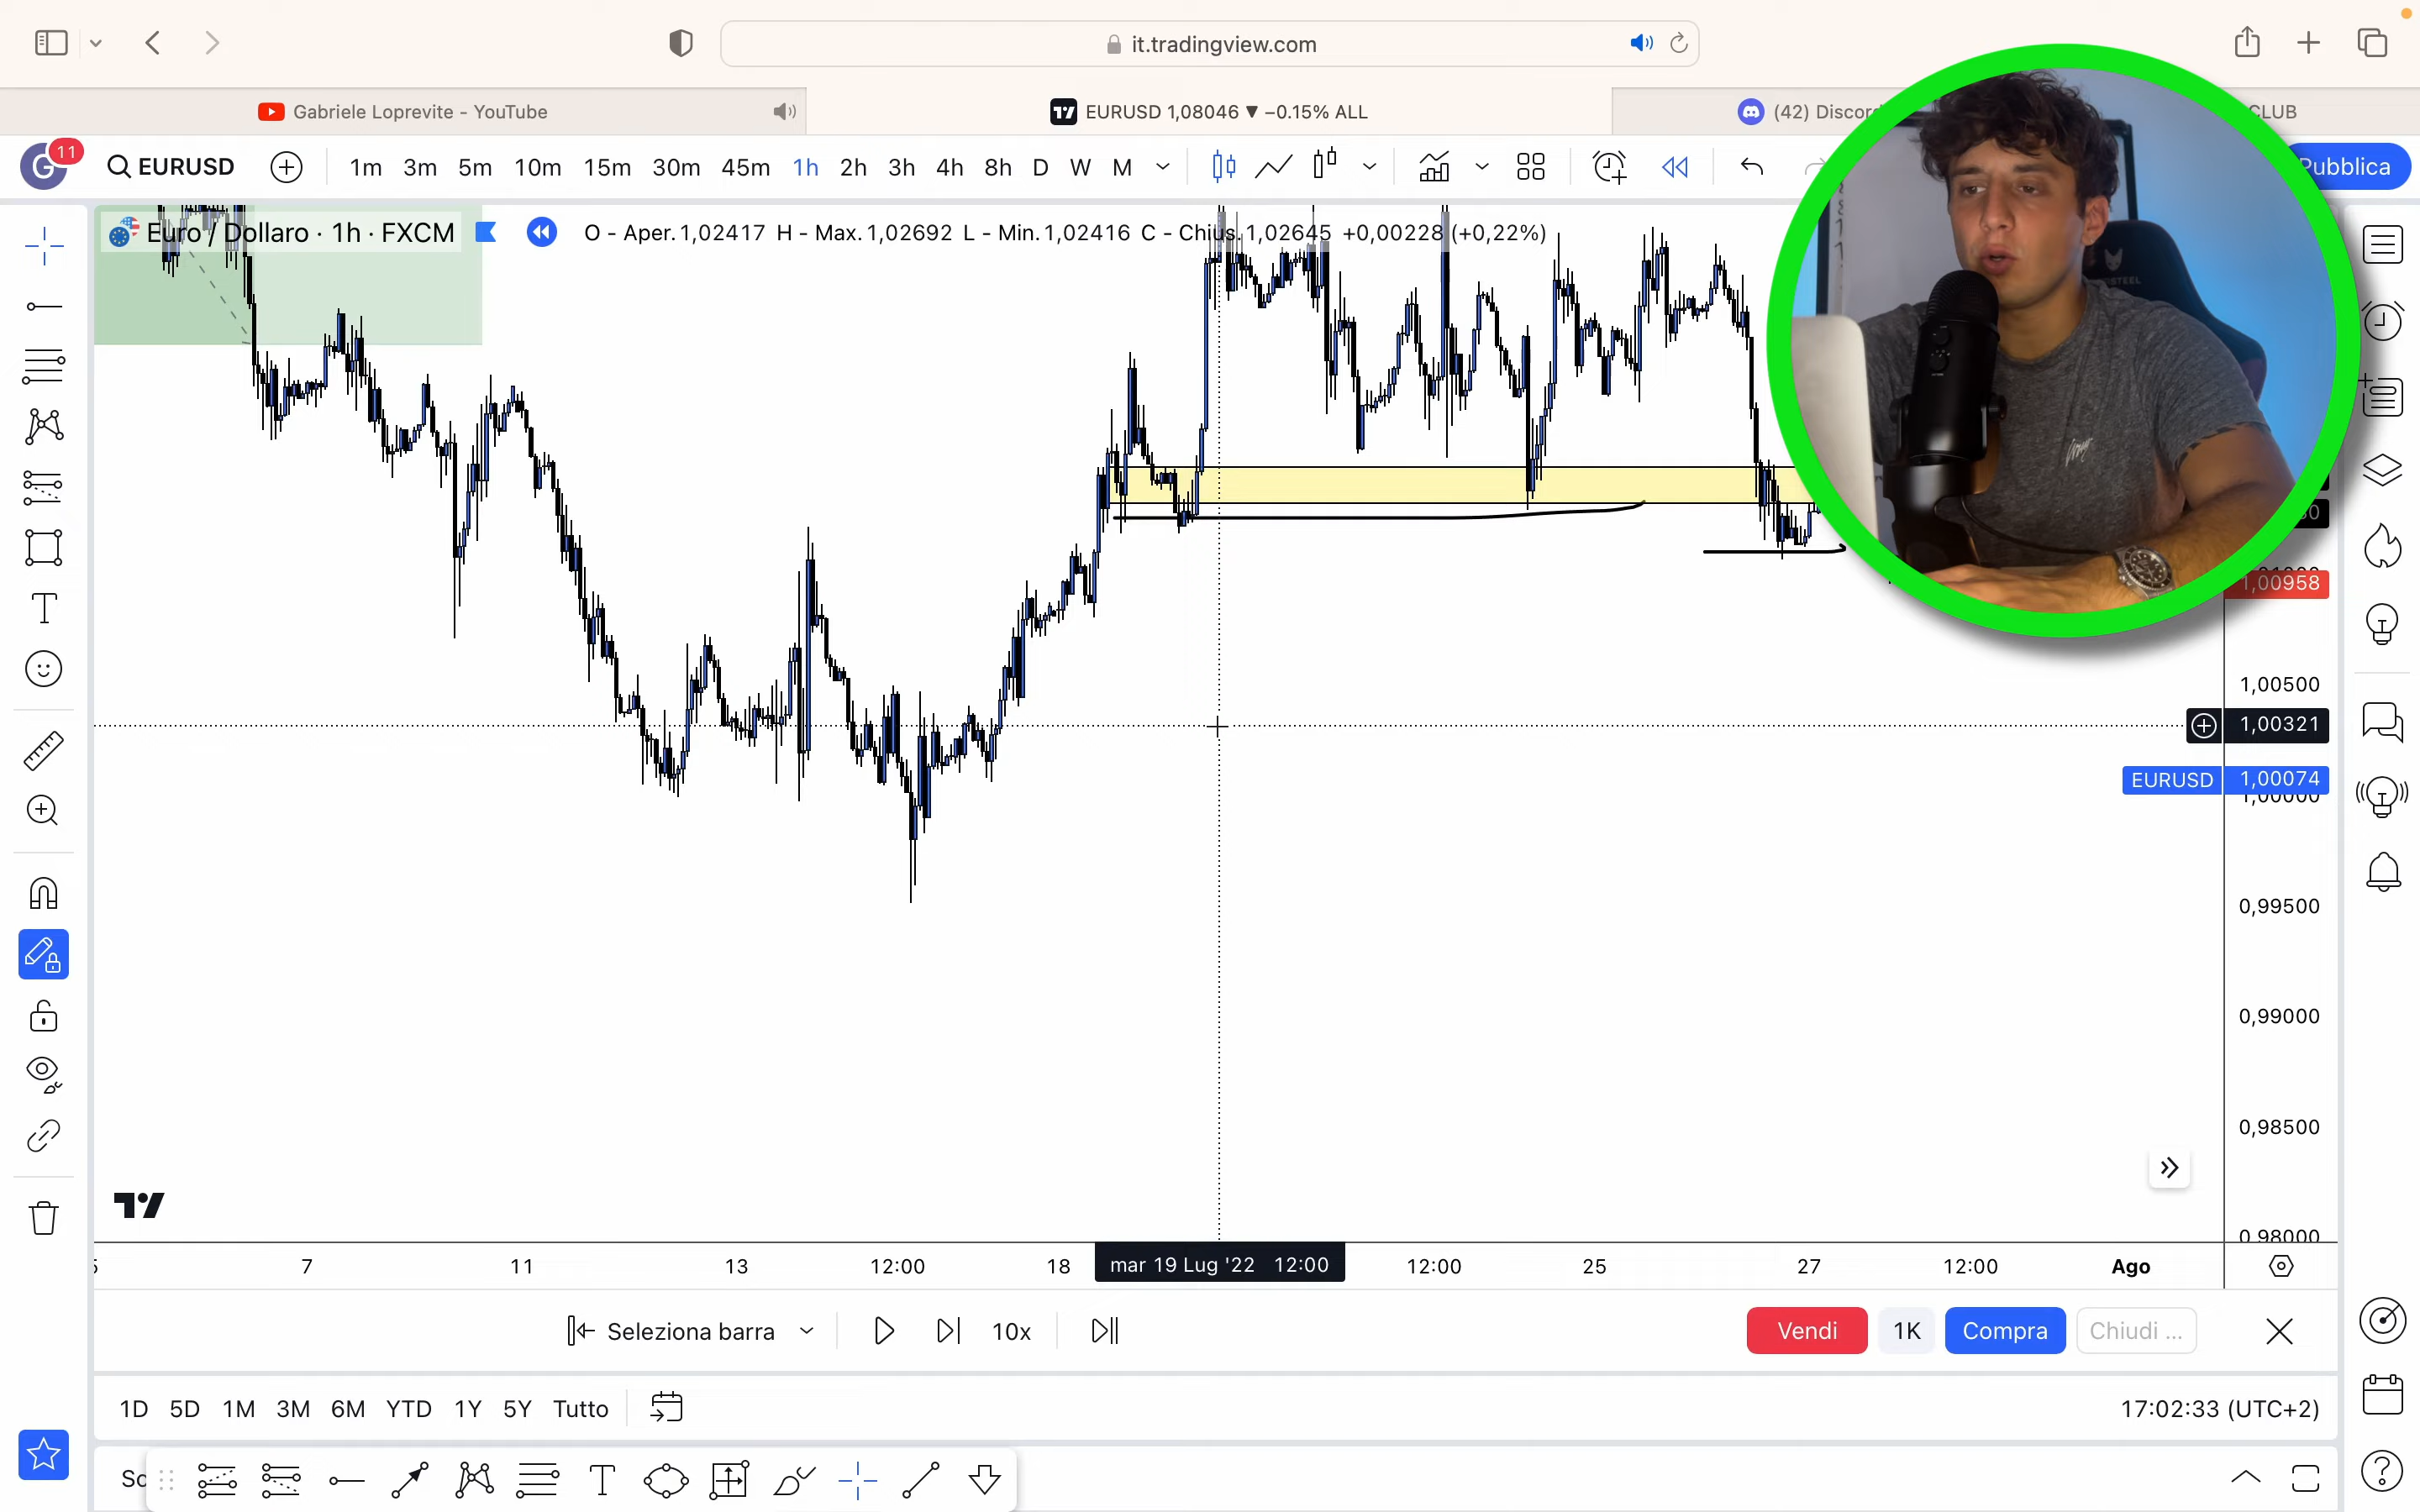 it.tradingview.com
Gabriele Loprevite - YouTube
EURUSD 1,08046 ▼ −0.15% ALL
(42) Discord
CLUB
G 11
EURUSD
1m 3m 5m 10m 15m 30m 45m 1h 2h 3h 4h 8h D W M
Pubblica
Euro / Dollaro · 1h · FXCM
O - Aper. 1,02417 H - Max. 1,02692 L - Min. 1,02416 C - Chius. 1,02645 +0,00228 (+0,22%)
1,00958
1,00500
1,00321
EURUSD 1,00074
1,00000
0,99500
0,99000
0,98500
0,98000
7 11 13 12:00 18 mar 19 Lug '22 12:00 12:00 25 27 12:00 Ago
Seleziona barra
10x
Vendi 1K Compra Chiudi ...
1D 5D 1M 3M 6M YTD 1Y 5Y Tutto
17:02:33 (UTC+2)